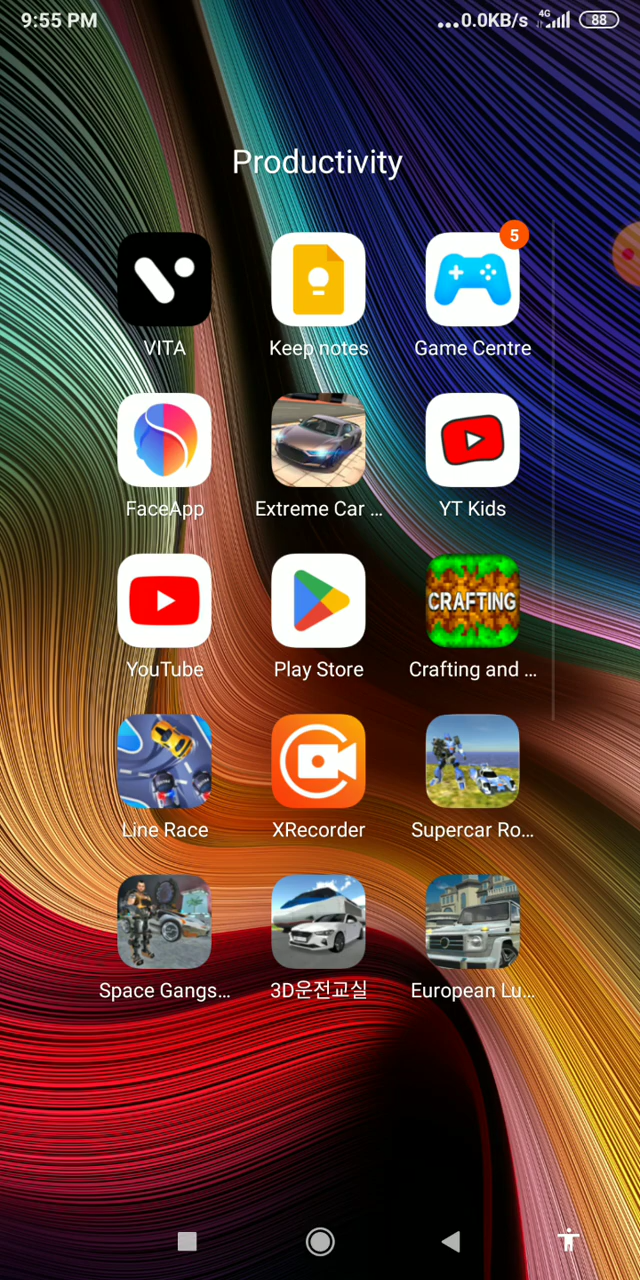 9:55 PM
...0.0KB/s 4G 88
Productivity
5
VITA
Keep notes
Game Centre
FaceApp
Extreme Car ...
YT Kids
CRAFTING
YouTube
Play Store
Crafting and ...
Line Race
XRecorder
Supercar Ro...
Space Gangs...
3D운전교실
European Lu...